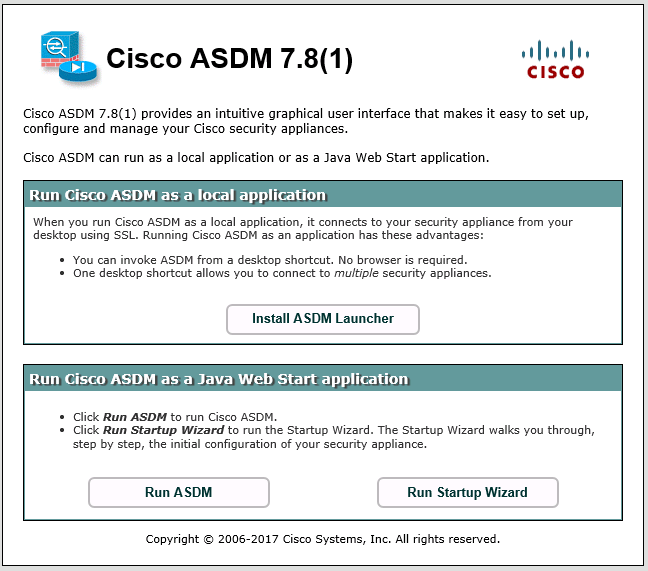 Cisco ASDM 7.8(1)
CISCO
Cisco ASDM 7.8(1) provides an intuitive graphical user interface that makes it easy to set up,
configure and manage your Cisco security appliances.
Cisco ASDM can run as a local application or as a Java Web Start application.
Run Cisco ASDM as a local application
When you run Cisco ASDM as a local application, it connects to your security appliance from your
desktop using SSL. Running Cisco ASDM as an application has these advantages:
• You can invoke ASDM from a desktop shortcut. No browser is required.
• One desktop shortcut allows you to connect to multiple security appliances.
Install ASDM Launcher
Run Cisco ASDM as a Java Web Start application
• Click Run ASDM to run Cisco ASDM.
• Click Run Startup Wizard to run the Startup Wizard. The Startup Wizard walks you through,
step by step, the initial configuration of your security appliance.
Run ASDM
Run Startup Wizard
Copyright © 2006-2017 Cisco Systems, Inc. All rights reserved.